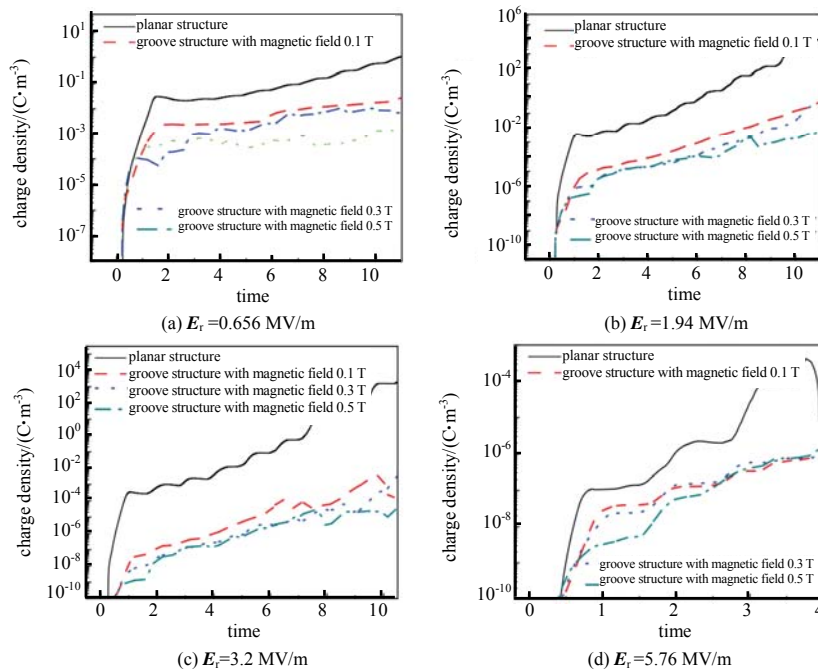 planar structure
groove structure with magnetic field 0.1 T
10⁻¹
10⁻³
10⁻⁵
10⁻⁷
charge density/(C•m⁻³)
groove structure with magnetic field 0.3 T
groove structure with magnetic field 0.5 T
0 2 4 6 8 10
time
(a) Eᵣ =0.656 MV/m
planar structure
groove structure with magnetic field 0.1 T
10⁶
10²
10⁻²
10⁻⁶
10⁻¹⁰
charge density/(C•m⁻³)
groove structure with magnetic field 0.3 T
groove structure with magnetic field 0.5 T
0 2 4 6 8 10
time
(b) Eᵣ=1.94 MV/m
planar structure
groove structure with magnetic field 0.1 T
groove structure with magnetic field 0.3 T
groove structure with magnetic field 0.5 T
10⁴
10²
10⁰
10⁻²
10⁻⁴
10⁻⁶
10⁻⁸
10⁻¹⁰
charge density/(C•m⁻³)
0 2 4 6 8 10
time
(c) Eᵣ=3.2 MV/m
planar structure
groove structure with magnetic field 0.1 T
10⁻⁴
10⁻⁶
10⁻⁸
10⁻¹⁰
charge density/(C•m⁻³)
groove structure with magnetic field 0.3 T
groove structure with magnetic field 0.5 T
0 1 2 3 4
time
(d) Eᵣ=5.76 MV/m